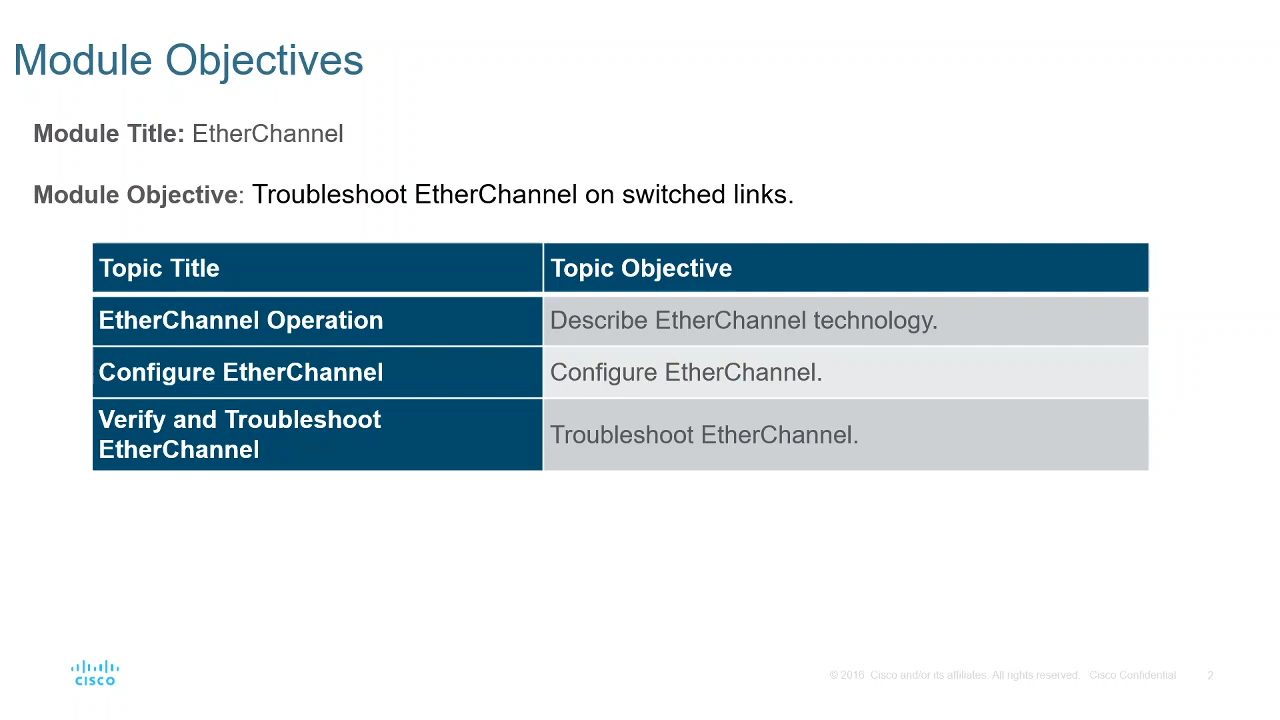 Module Objectives
Module Title: EtherChannel
Module Objective: Troubleshoot EtherChannel on switched links.
Topic Title Topic Objective
EtherChannel Operation Describe EtherChannel technology.
Configure EtherChannel Configure EtherChannel.
Verify and Troubleshoot
EtherChannel
Troubleshoot EtherChannel.
CISCO
© 2016 Cisco and/or its affiliates. All rights reserved. Cisco Confidential 2